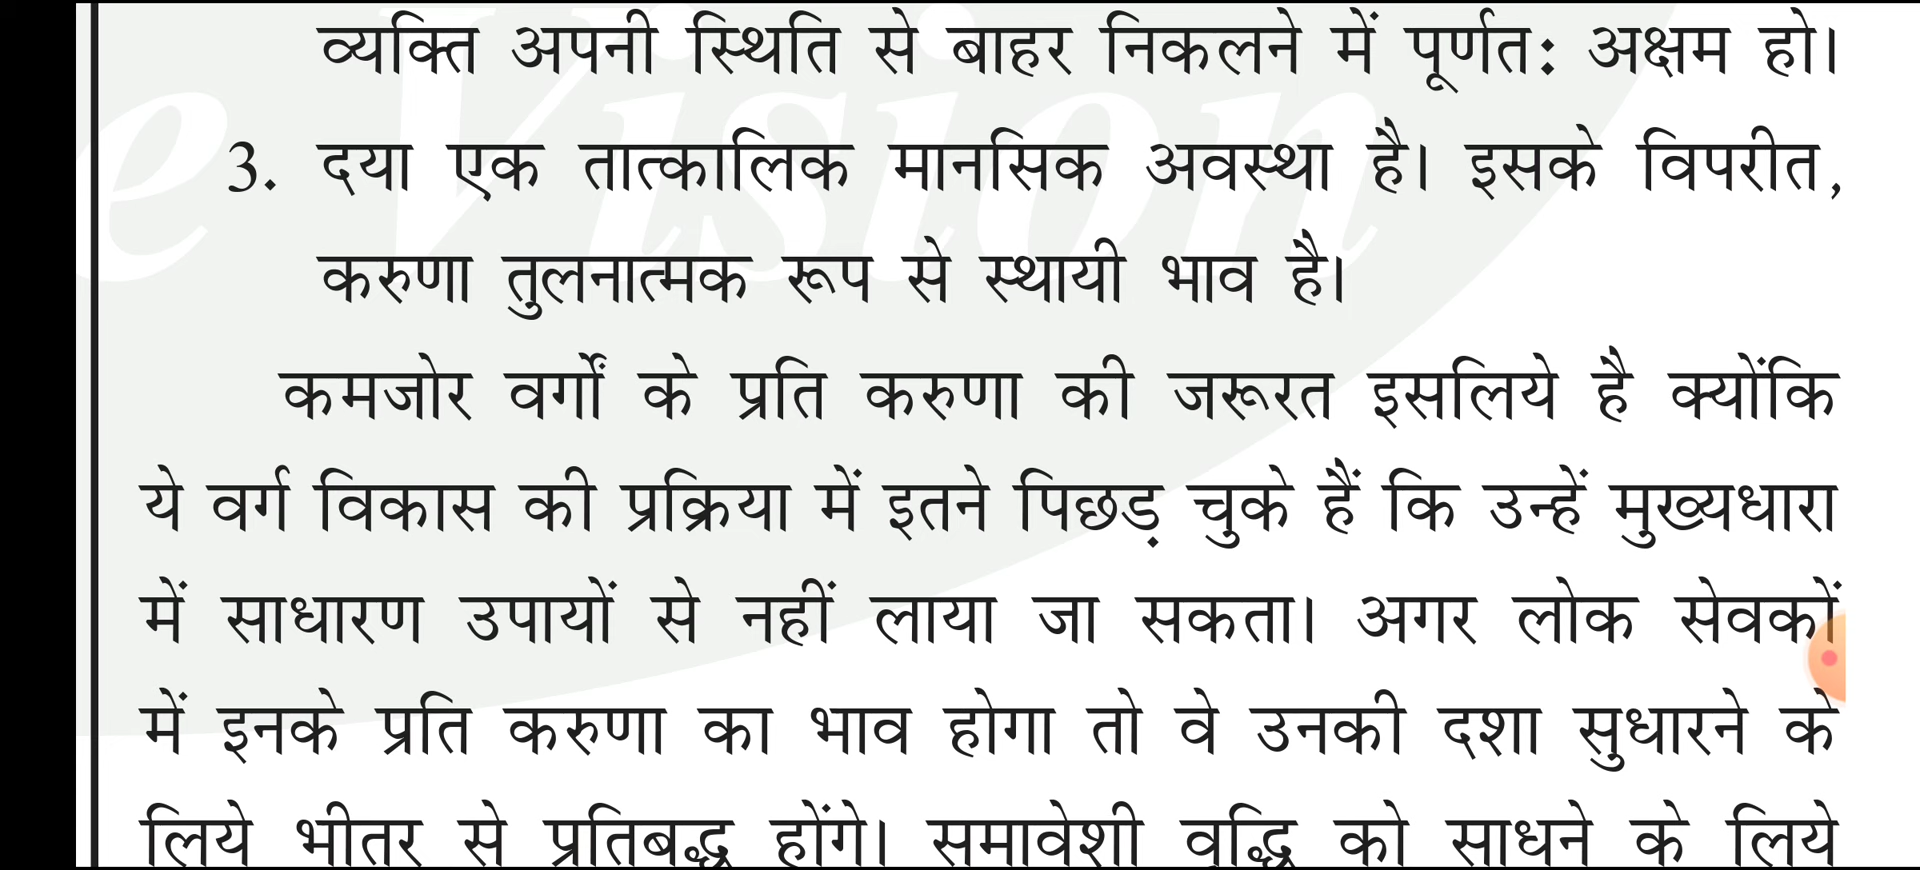 व्यक्ति अपनी स्थिति से बाहर निकलने में पूर्णत: अक्षम हो।
3. दया एक तात्कालिक मानसिक अवस्था है। इसके विपरीत,
करुणा तुलनात्मक रूप से स्थायी भाव है।
कमजोर वर्गों के प्रति करुणा की जरूरत इसलिये है क्योंकि
ये वर्ग विकास की प्रक्रिया में इतने पिछड़ चुके हैं कि उन्हें मुख्यधारा
में साधारण उपायों से नहीं लाया जा सकता। अगर लोक सेवकों
में इनके प्रति करुणा का भाव होगा तो वे उनकी दशा सुधारने के
लिये भीतर से प्रतिबद्ध होंगे। समावेशी वृद्धि को साधने के लिये
e Vision